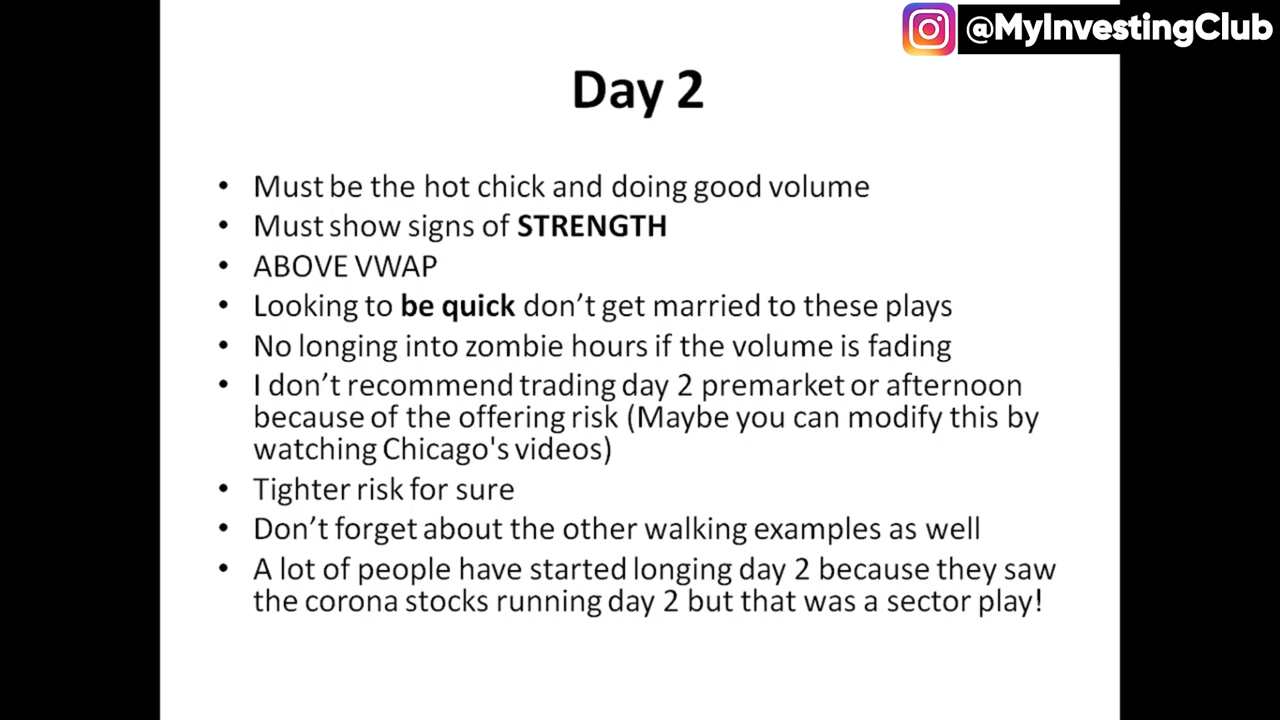 @MyInvestingClub
Day 2
• Must be the hot chick and doing good volume
• Must show signs of STRENGTH
• ABOVE VWAP
• Looking to be quick don’t get married to these plays
• No longing into zombie hours if the volume is fading
• I don’t recommend trading day 2 premarket or afternoon
because of the offering risk (Maybe you can modify this by
watching Chicago's videos)
• Tighter risk for sure
• Don’t forget about the other walking examples as well
• A lot of people have started longing day 2 because they saw
the corona stocks running day 2 but that was a sector play!